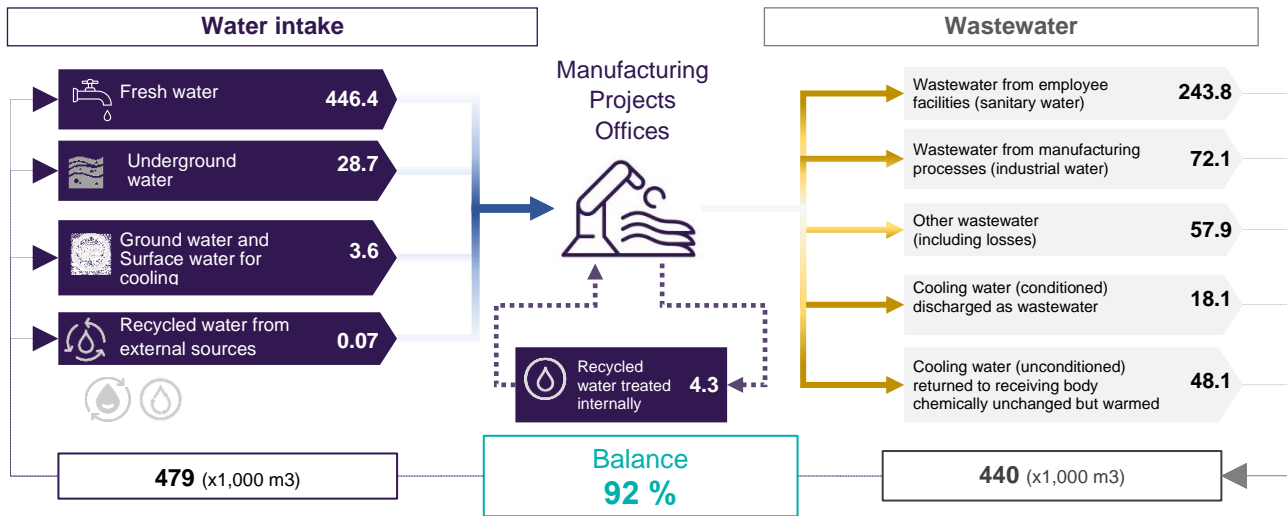 Water intake
Wastewater
Fresh water
446.4
Underground
water
28.7
Ground water and
Surface water for
cooling
3.6
Recycled water from
external sources
0.07
Manufacturing
Projects
Offices
Recycled
water treated
internally
4.3
Wastewater from employee
facilities (sanitary water)
243.8
Wastewater from manufacturing
processes (industrial water)
72.1
Other wastewater
(including losses)
57.9
Cooling water (conditioned)
discharged as wastewater
18.1
Cooling water (unconditioned)
returned to receiving body
chemically unchanged but warmed
48.1
479 (x1,000 m3)
Balance
92 %
440 (x1,000 m3)